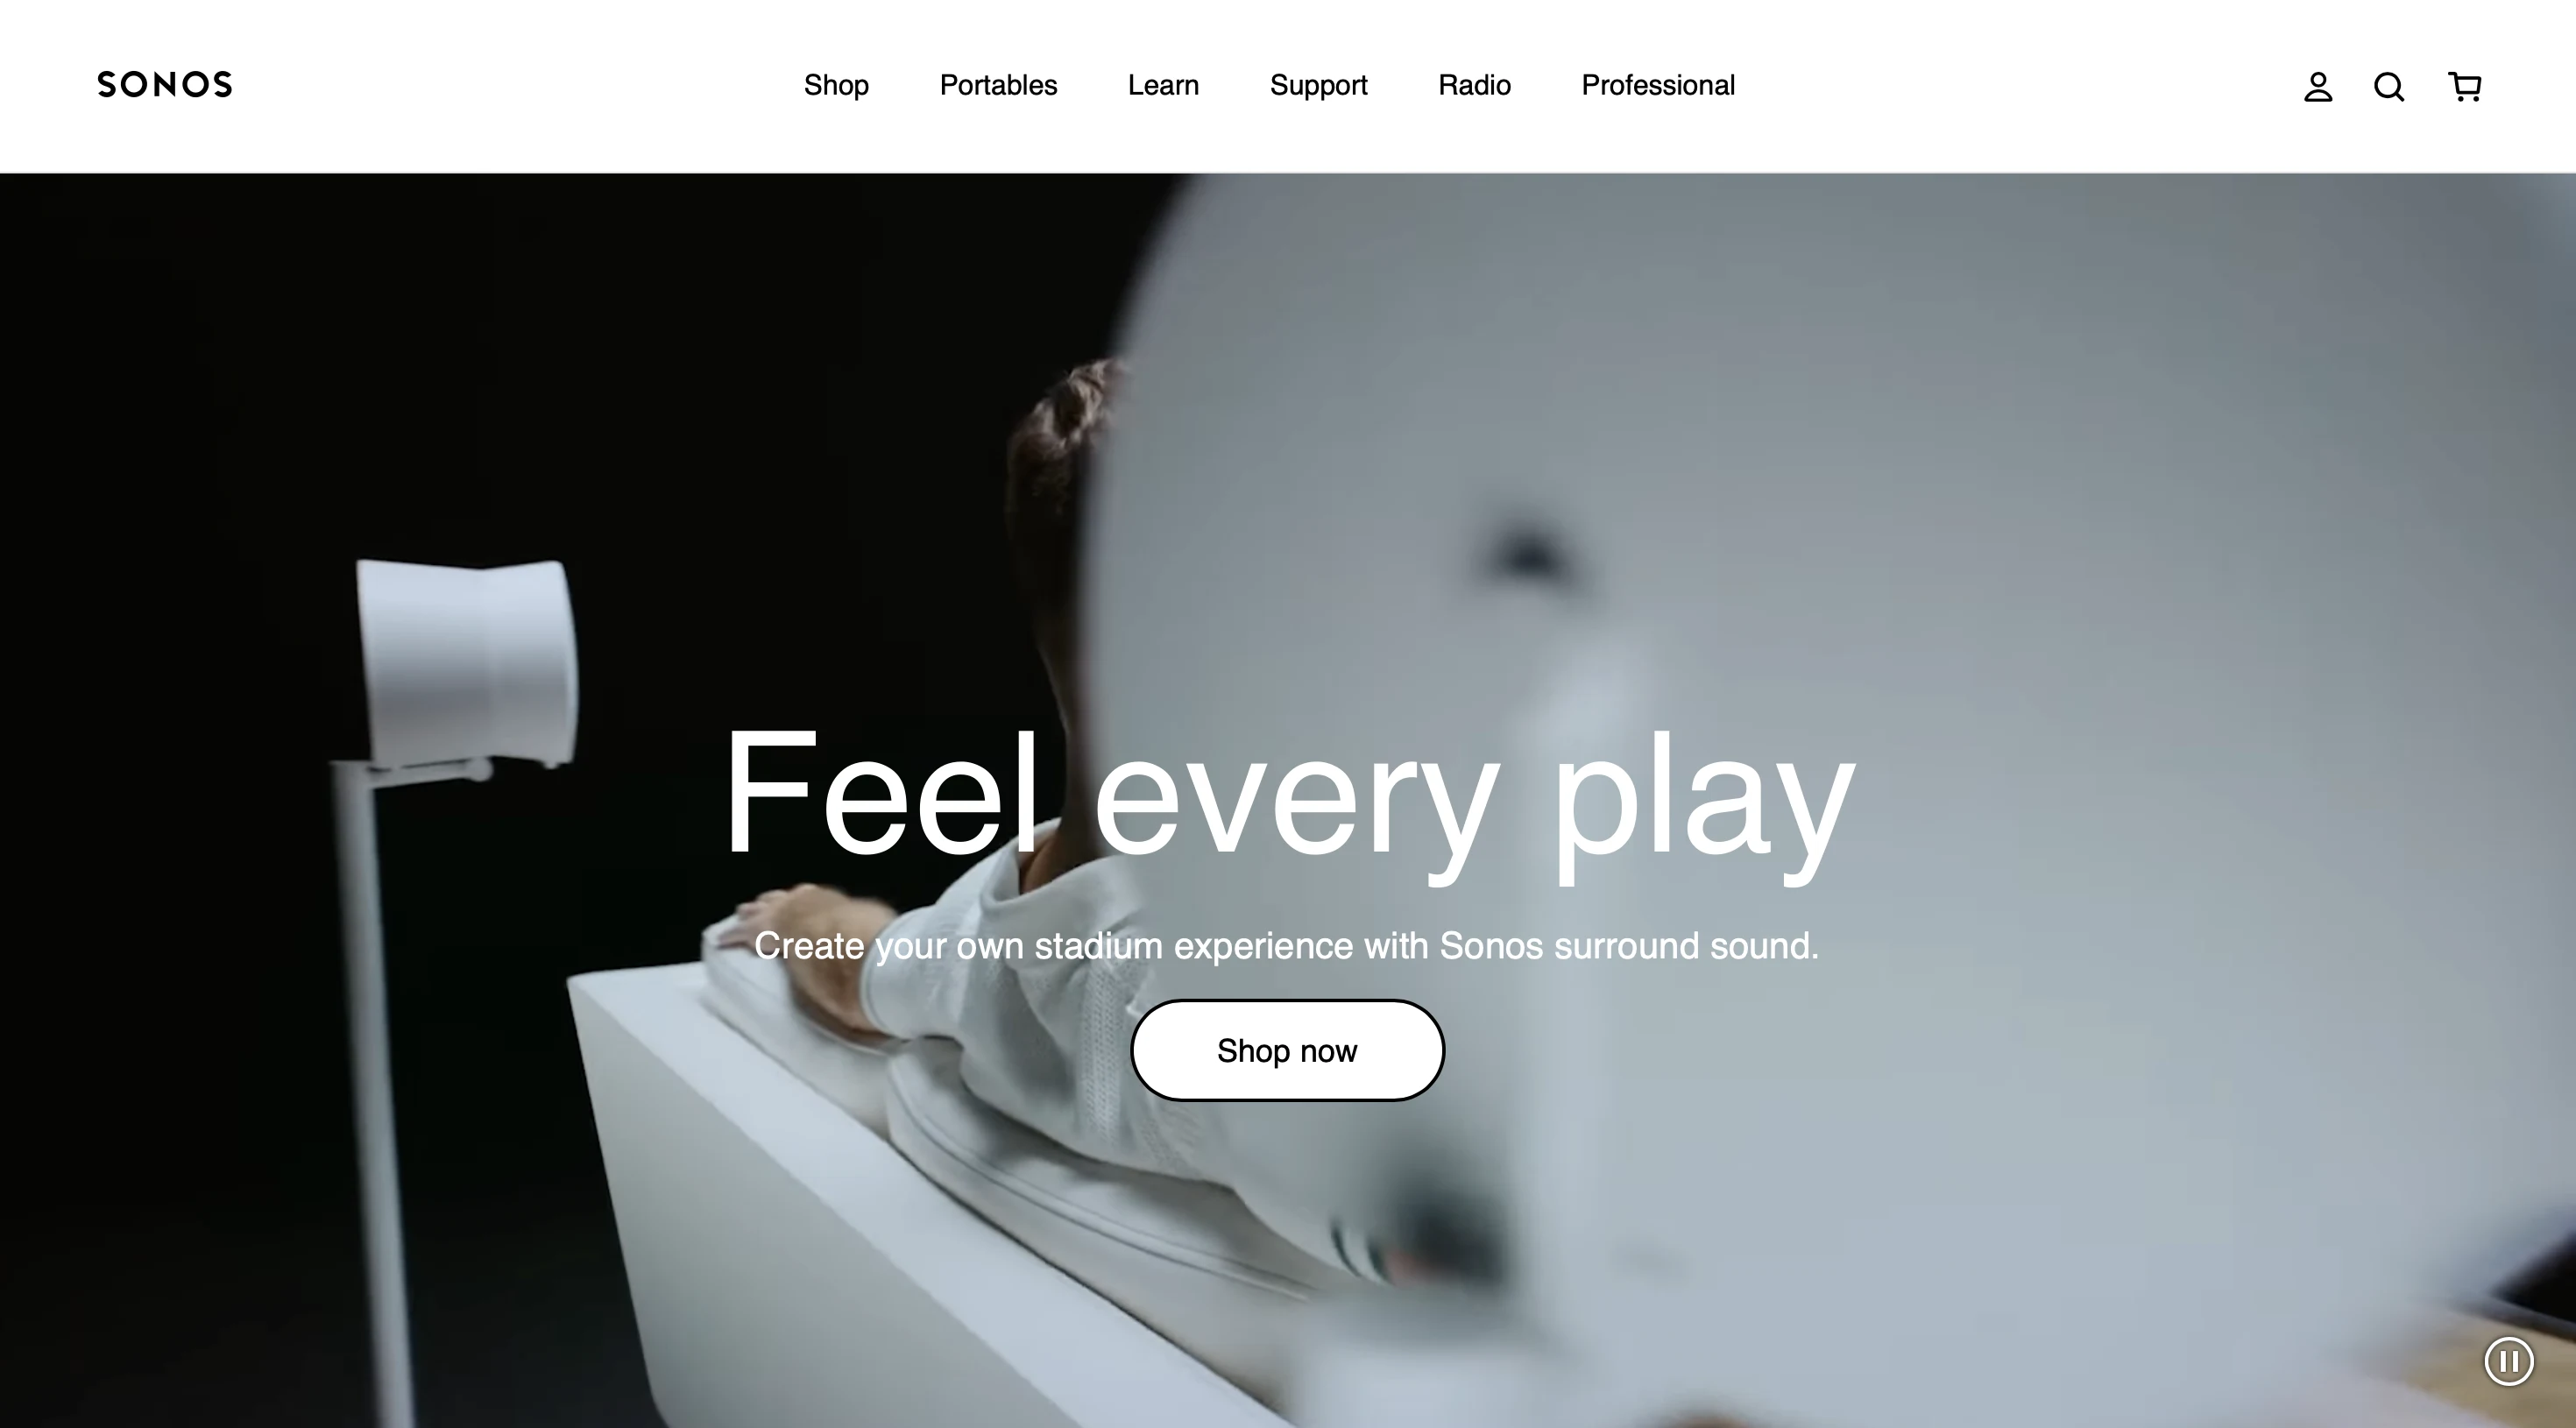 SONOS
Shop Portables Learn Support Radio Professional
Feel every play
Create your own stadium experience with Sonos surround sound.
Shop now